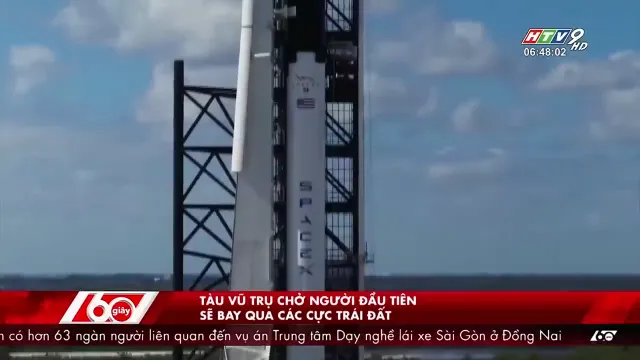 HTV9 HD
06:48:02
9
SPACEX
60 giây
TÀU VŨ TRỤ CHỞ NGƯỜI ĐẦU TIÊN
SẼ BAY QUA CÁC CỰC TRÁI ĐẤT
n có hơn 63 ngàn người liên quan đến vụ án Trung tâm Dạy nghề lái xe Sài Gòn ở Đồng Nai
60